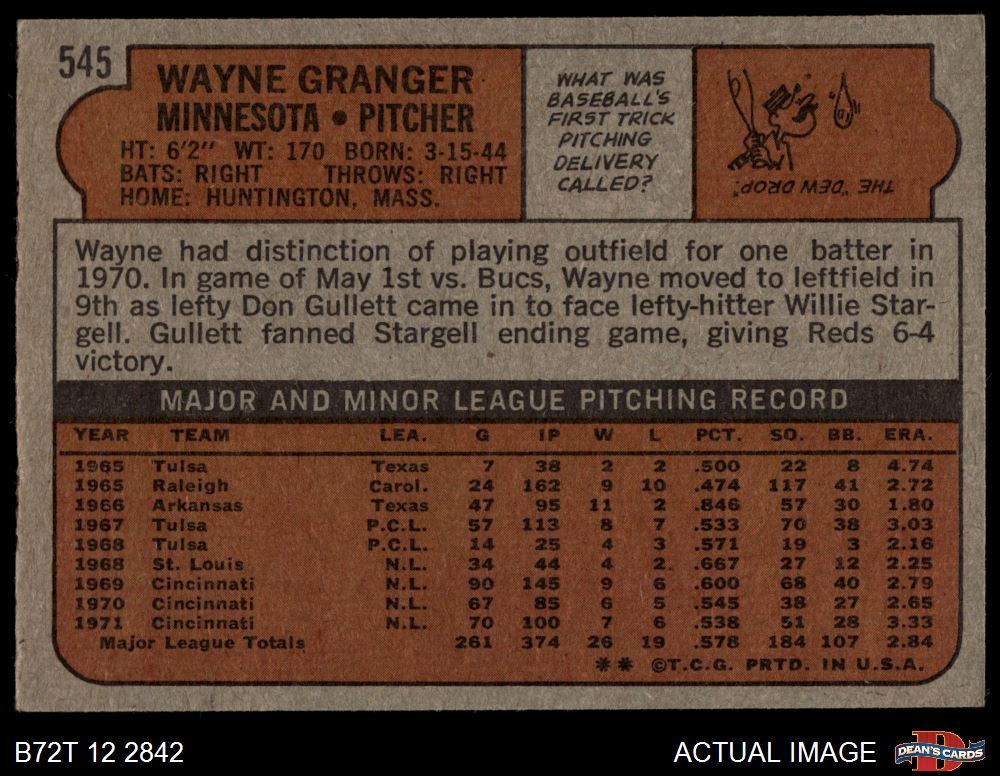 545
WAYNE GRANGER
MINNESOTA • PITCHER
HT: 6'2" WT: 170 BORN: 3-15-44
BATS: RIGHT THROWS: RIGHT
HOME: HUNTINGTON, MASS.
WHAT WAS
BASEBALL'S
FIRST TRICK
PITCHING
DELIVERY
CALLED?
THE "DEW DROP."
Wayne had distinction of playing outfield for one batter in
1970. In game of May 1st vs. Bucs, Wayne moved to leftfield in
9th as lefty Don Gullett came in to face lefty-hitter Willie Star-
gell. Gullett fanned Stargell ending game, giving Reds 6-4
victory.
MAJOR AND MINOR LEAGUE PITCHING RECORD
YEAR TEAM LEA. G IP W L PCT. SO. BB. ERA.
1965 Tulsa Texas 7 38 2 2 .500 22 8 4.74
1965 Raleigh Carol. 24 162 9 10 .474 117 41 2.72
1966 Arkansas Texas 47 95 11 2 .846 57 30 1.80
1967 Tulsa P.C.L. 57 113 8 7 .533 70 38 3.03
1968 Tulsa P.C.L. 14 25 4 3 .571 19 3 2.16
1968 St. Louis N.L. 34 44 4 2 .667 27 12 2.25
1969 Cincinnati N.L. 90 145 9 6 .600 68 40 2.79
1970 Cincinnati N.L. 67 85 6 5 .545 38 27 2.65
1971 Cincinnati N.L. 70 100 7 6 .538 51 28 3.33
Major League Totals 261 374 26 19 .578 184 107 2.84
** ©T.C.G. PRTD. IN U.S.A.
B72T 12 2842
ACTUAL IMAGE
DEAN'S CARDS